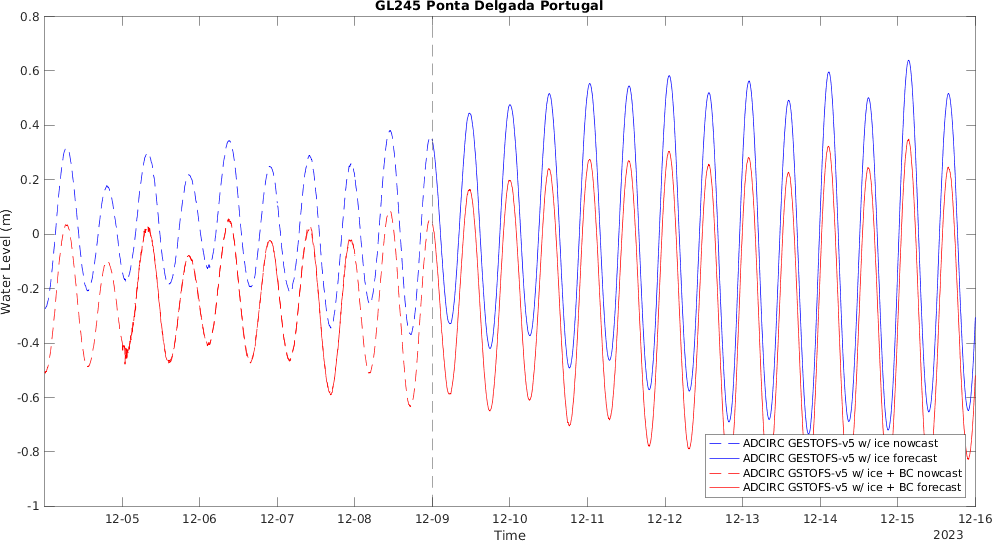 GL245 Ponta Delgada Portugal
0.8
0.6
0.4
0.2
0
-0.2
-0.4
-0.6
-0.8
-1
Water Level (m)
ADCIRC GESTOFS-v5 w/ ice nowcast
ADCIRC GESTOFS-v5 w/ ice forecast
ADCIRC GSTOFS-v5 w/ ice + BC nowcast
ADCIRC GSTOFS-v5 w/ ice + BC forecast
12-05 12-06 12-07 12-08 12-09 12-10 12-11 12-12 12-13 12-14 12-15 12-16
Time
2023